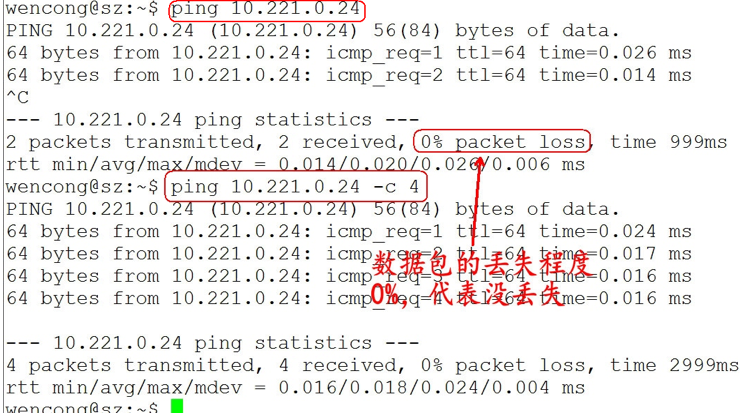 wencong@sz:~$ ping 10.221.0.24
PING 10.221.0.24 (10.221.0.24) 56(84) bytes of data.
64 bytes from 10.221.0.24: icmp_req=1 ttl=64 time=0.026 ms
64 bytes from 10.221.0.24: icmp_req=2 ttl=64 time=0.014 ms
^C
--- 10.221.0.24 ping statistics ---
2 packets transmitted, 2 received, 0% packet loss, time 999ms
rtt min/avg/max/mdev = 0.014/0.020/0.026/0.006 ms
wencong@sz:~$ ping 10.221.0.24 -c 4
PING 10.221.0.24 (10.221.0.24) 56(84) bytes of data.
64 bytes from 10.221.0.24: icmp_req=1 ttl=64 time=0.024 ms
64 bytes from 10.221.0.24: icmp_req=2 ttl=64 time=0.017 ms
64 bytes from 10.221.0.24: icmp_req=3 ttl=64 time=0.016 ms
64 bytes from 10.221.0.24: icmp_req=4 ttl=64 time=0.016 ms
数据包的丢失程度
0%, 代表没丢失
--- 10.221.0.24 ping statistics ---
4 packets transmitted, 4 received, 0% packet loss, time 2999ms
rtt min/avg/max/mdev = 0.016/0.018/0.024/0.004 ms
wencong@sz:~$